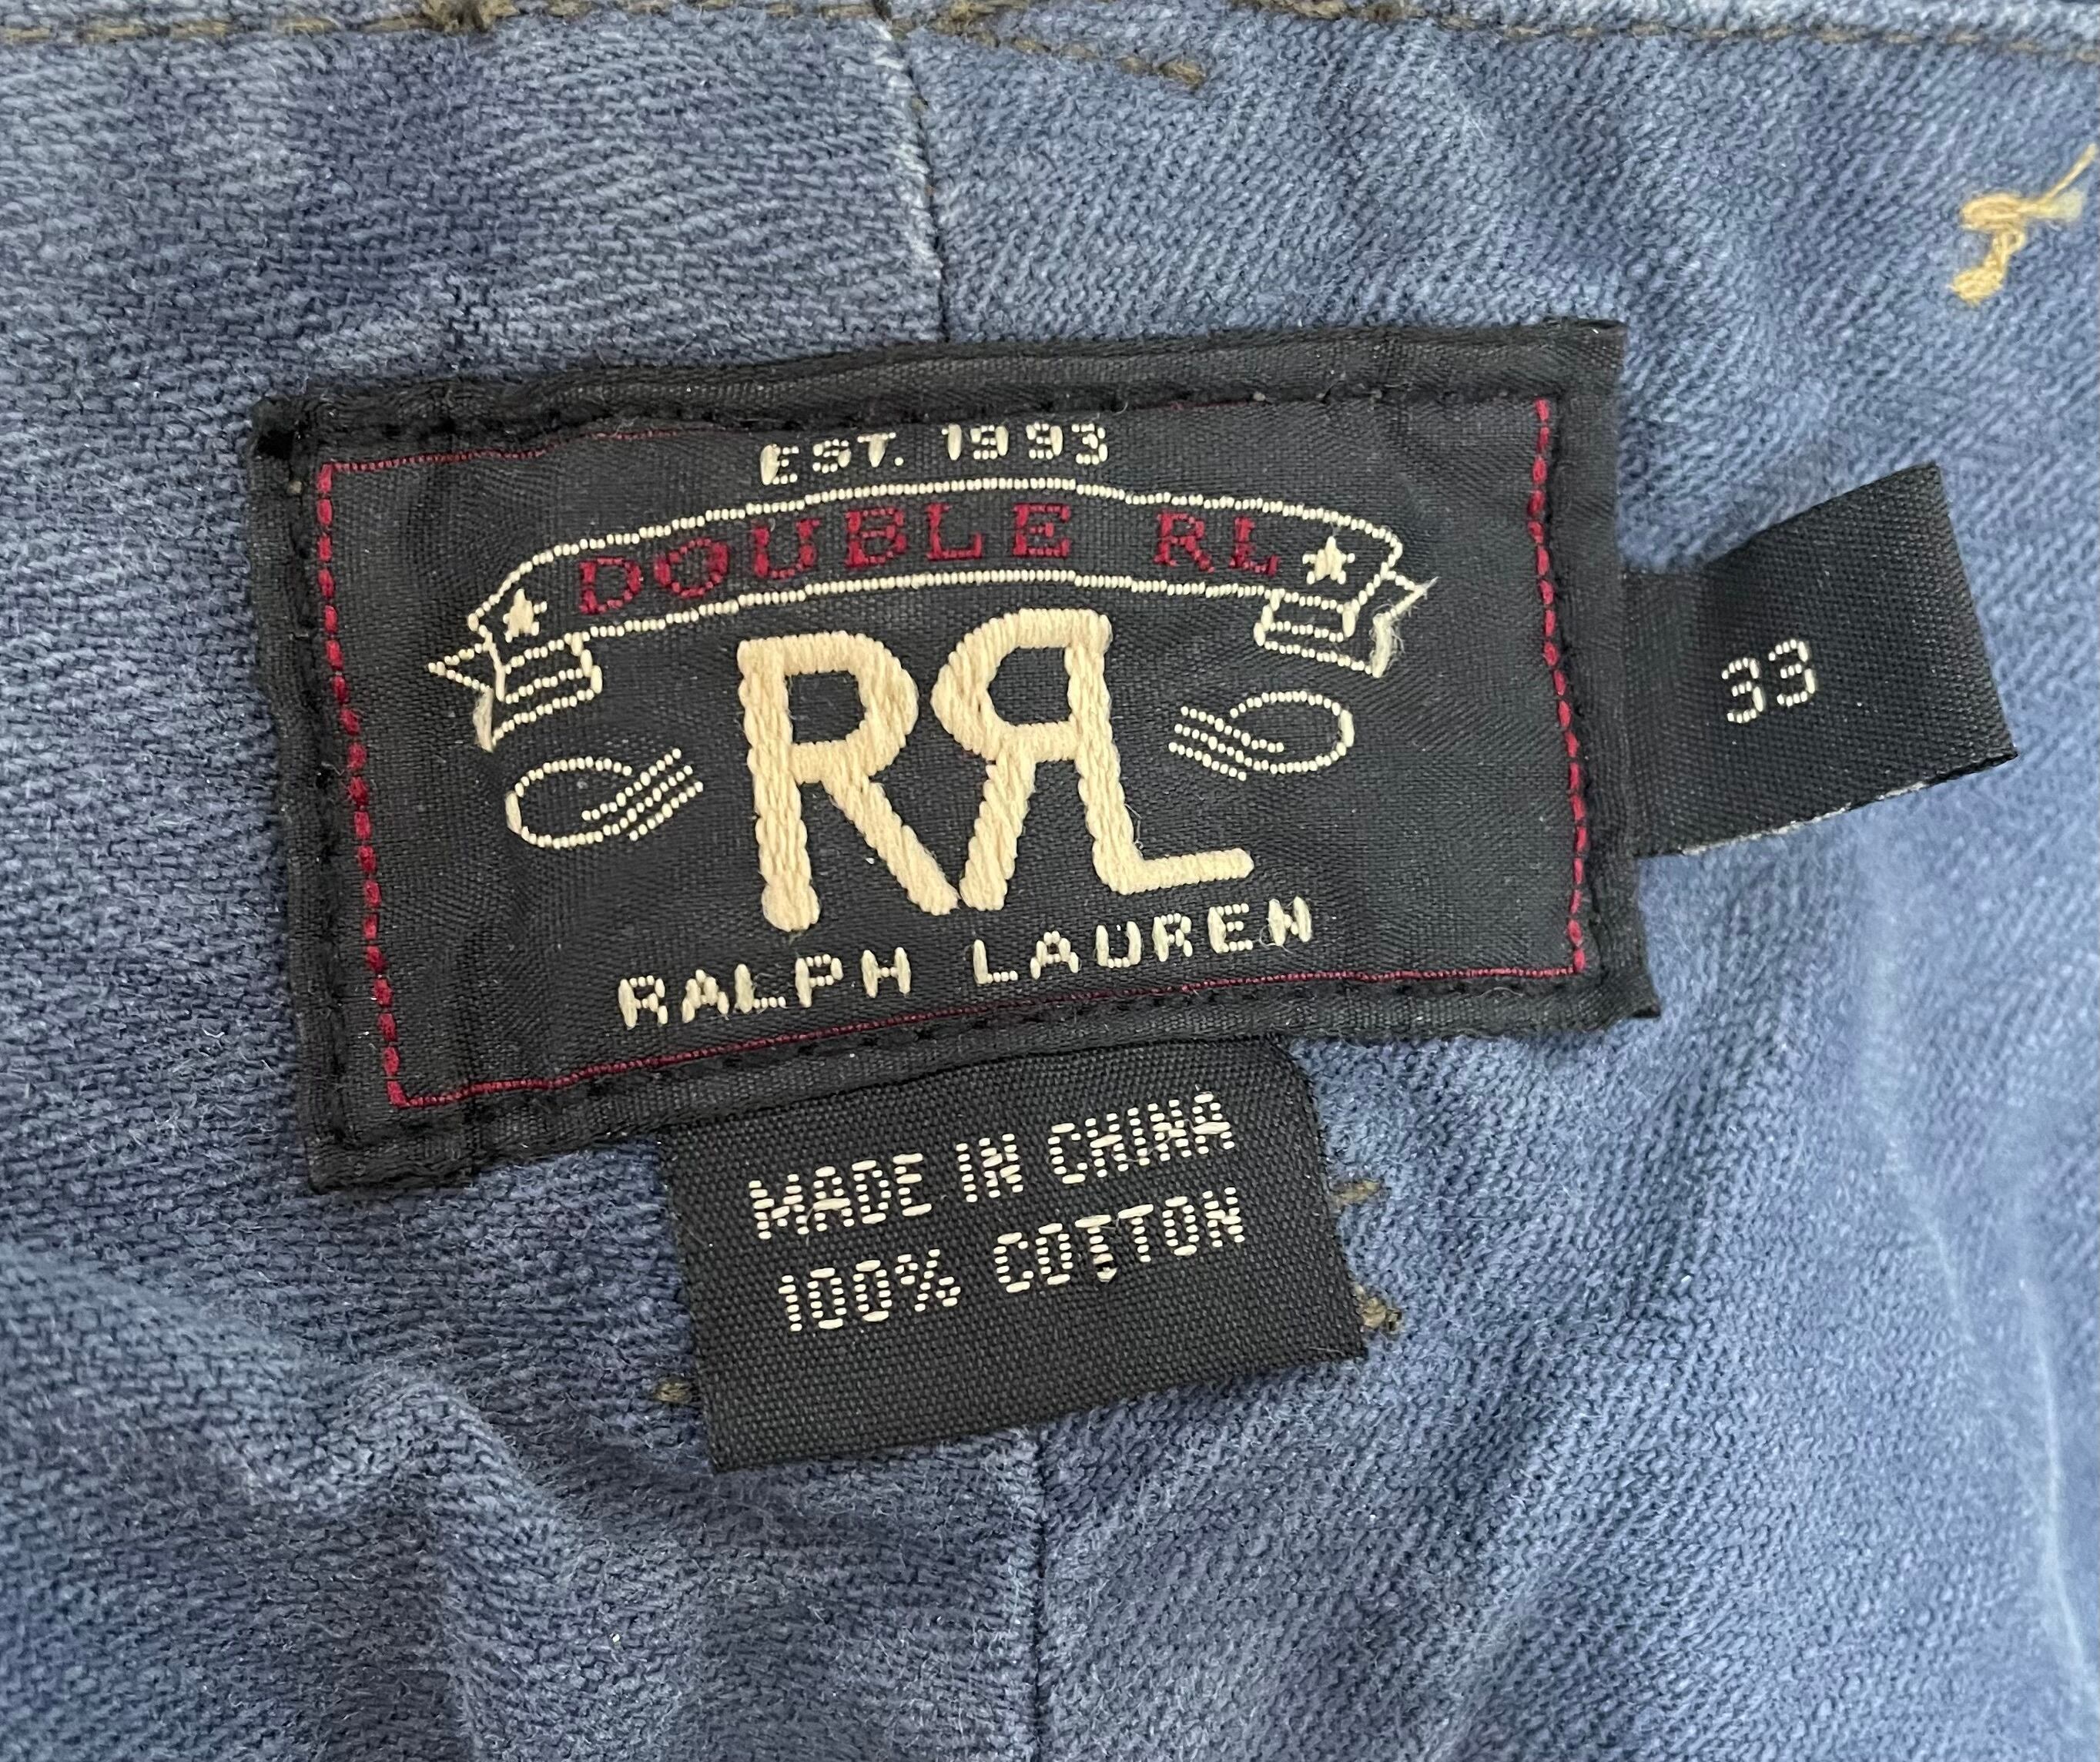 EST. 1993
DOUBLE RL
RRL
RALPH LAUREN
33
MADE IN CHINA
100% COTTON